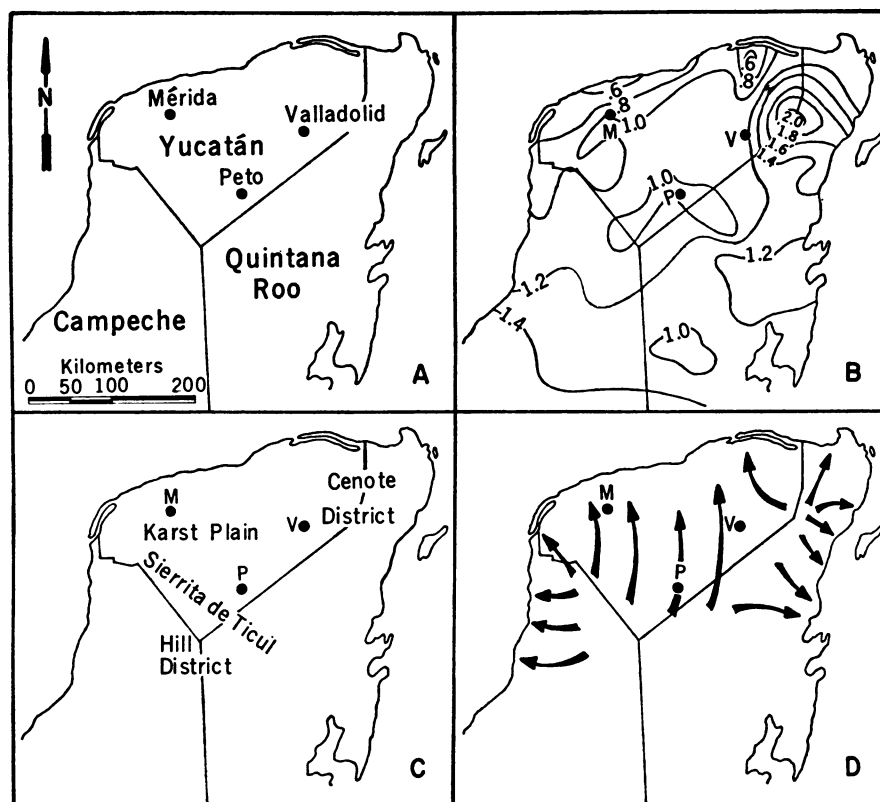 N
Mérida
Valladolid
Yucatán
Peto
Quintana
Roo
Campeche
Kilometers
0 50 100 200
A
.6
.8
1.0
M
.6
.8
2.0
1.8
1.6
1.4
V
1.0
P
1.2
1.2
1.4
1.0
B
M
Karst Plain
V
Cenote
District
P
Sierrita de Ticul
Hill
District
C
M
V
P
D